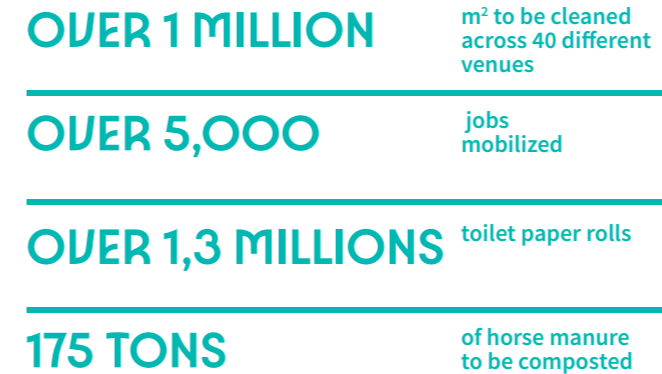 OVER 1 MILLION
m² to be cleaned
across 40 different
venues
OVER 5,000
jobs
mobilized
OVER 1,3 MILLIONS
toilet paper rolls
175 TONS
of horse manure
to be composted